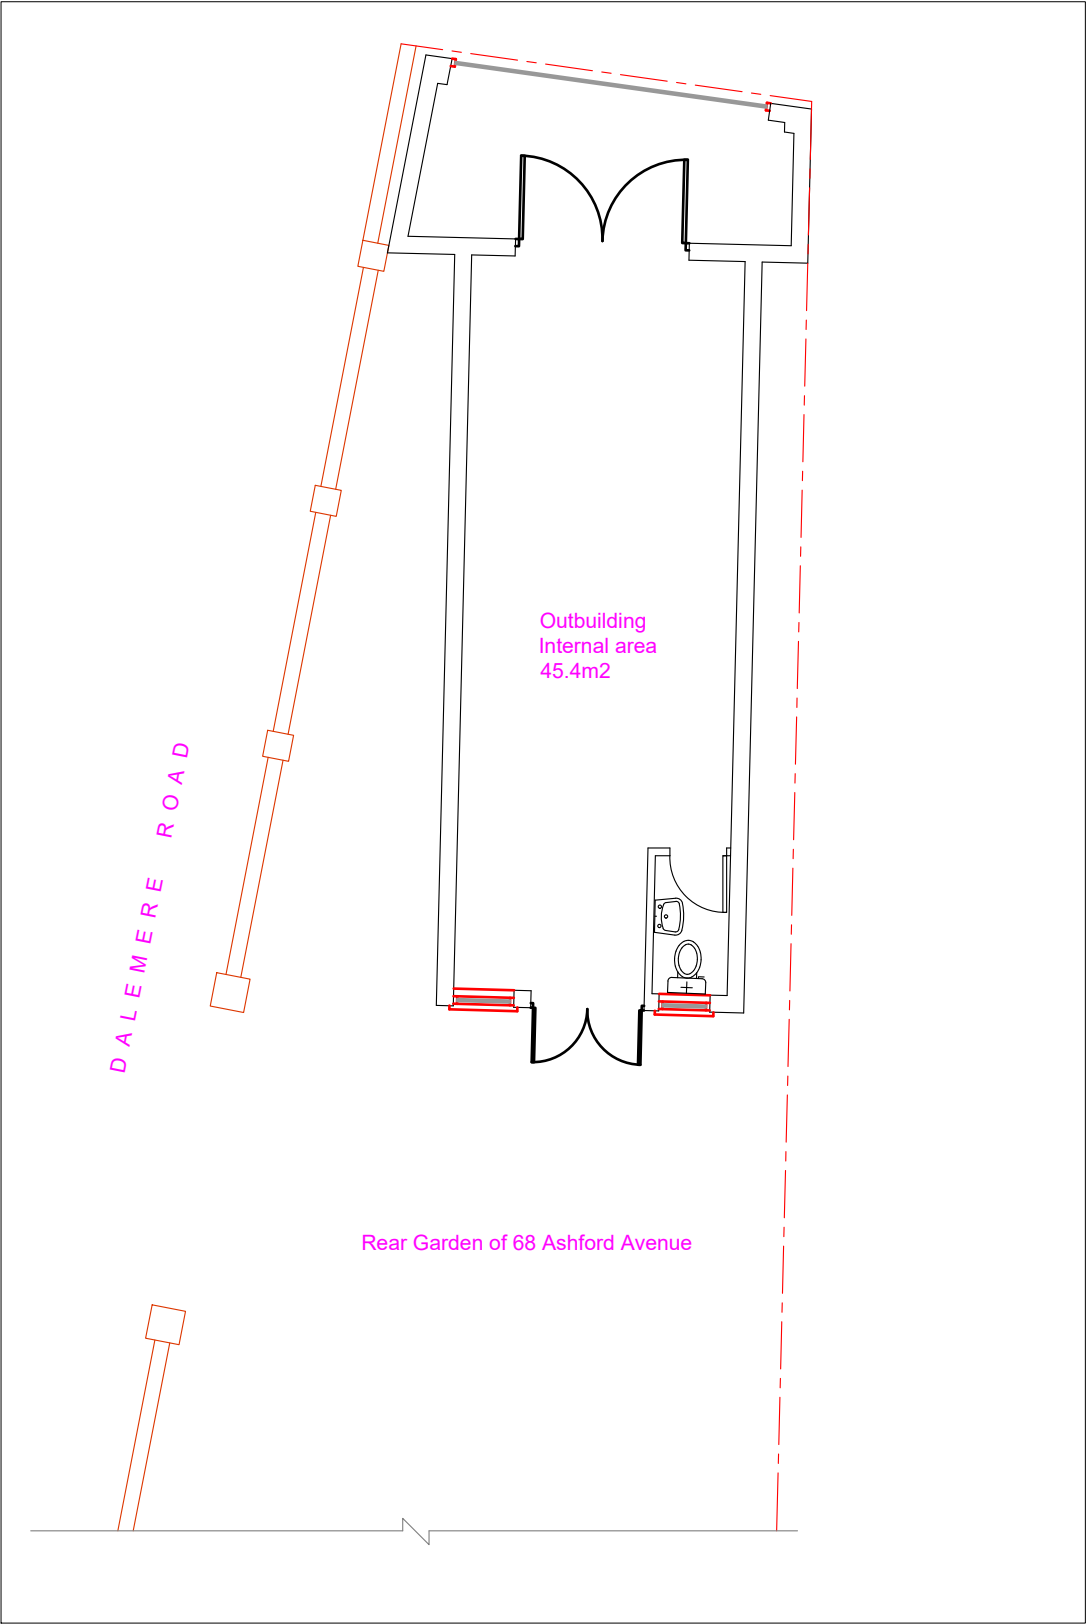 Outbuilding
Internal area
45.4m2
DALEMERE ROAD
Rear Garden of 68 Ashford Avenue